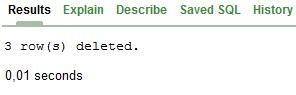 Results Explain Describe Saved SQL History
3 row(s) deleted.
0,01 seconds